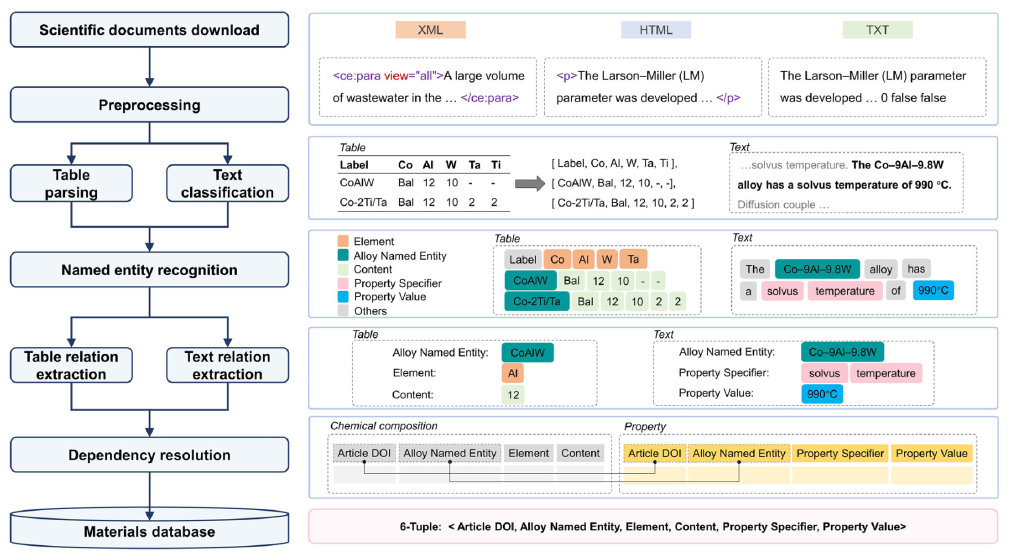 Scientific documents download
Preprocessing
Table
parsing
Text
classification
Named entity recognition
Table relation
extraction
Text relation
extraction
Dependency resolution
Materials database
XML
HTML
TXT
<ce:para view="all">A large volume
of wastewater in the … </ce:para>
<p>The Larson–Miller (LM)
parameter was developed … </p>
The Larson–Miller (LM) parameter
was developed … 0 false false
Table
Label Co Al W Ta Ti
CoAlW Bal 12 10 - -
Co-2Ti/Ta Bal 12 10 2 2
[ Label, Co, Al, W, Ta, Ti ],
[ CoAlW, Bal, 12, 10, -, -],
[ Co-2Ti/Ta, Bal, 12, 10, 2, 2 ]
Text
…solvus temperature. The Co–9Al–9.8W
alloy has a solvus temperature of 990 °C.
Diffusion couple …
Element
Alloy Named Entity
Content
Property Specifier
Property Value
Others
Table
Label Co Al W Ta
CoAlW Bal 12 10 - -
Co-2Ti/Ta Bal 12 10 2 2
Text
The Co–9Al–9.8W alloy has
a solvus temperature of 990°C
Table
Alloy Named Entity: CoAlW
Element: Al
Content: 12
Text
Alloy Named Entity: Co–9Al–9.8W
Property Specifier: solvus temperature
Property Value: 990°C
Chemical composition
Article DOI Alloy Named Entity Element Content
Property
Article DOI Alloy Named Entity Property Specifier Property Value
6-Tuple: < Article DOI, Alloy Named Entity, Element, Content, Property Specifier, Property Value>